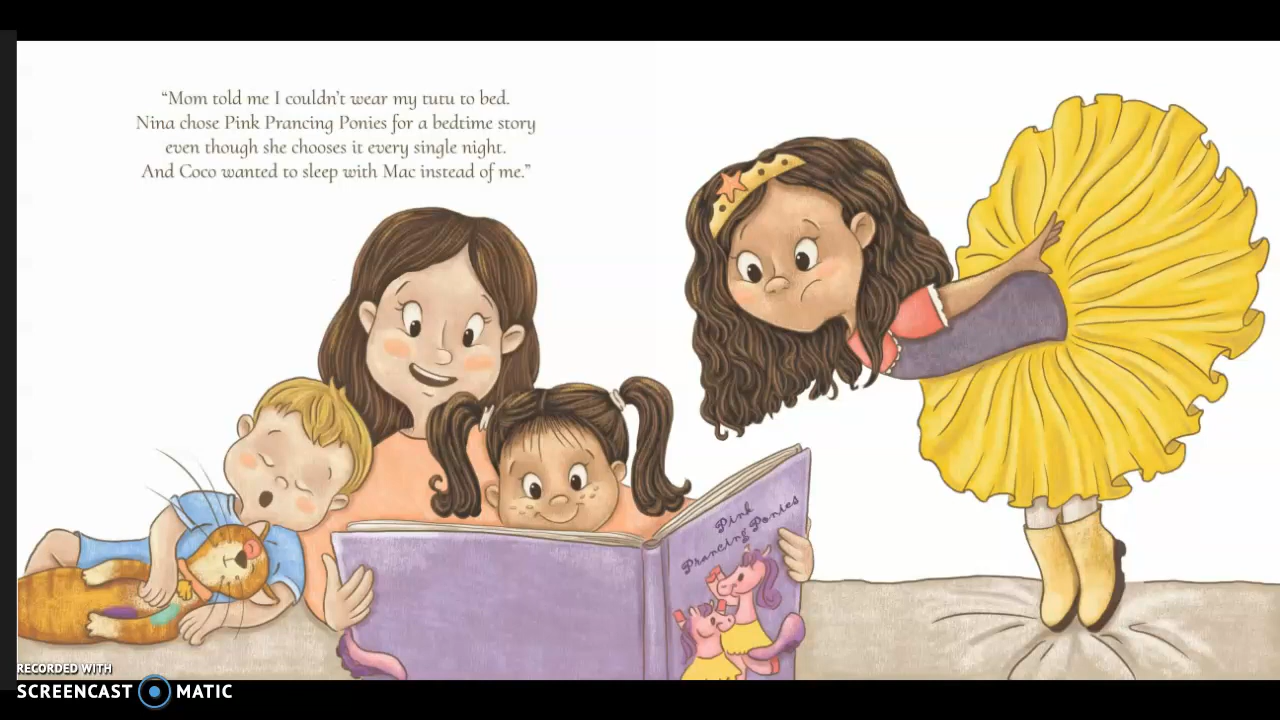 “Mom told me I couldn’t wear my tutu to bed.
Nina chose Pink Prancing Ponies for a bedtime story
even though she chooses it every single night.
And Coco wanted to sleep with Mac instead of me.”
Pink
Prancing Ponies
RECORDED WITH
SCREENCAST MATIC